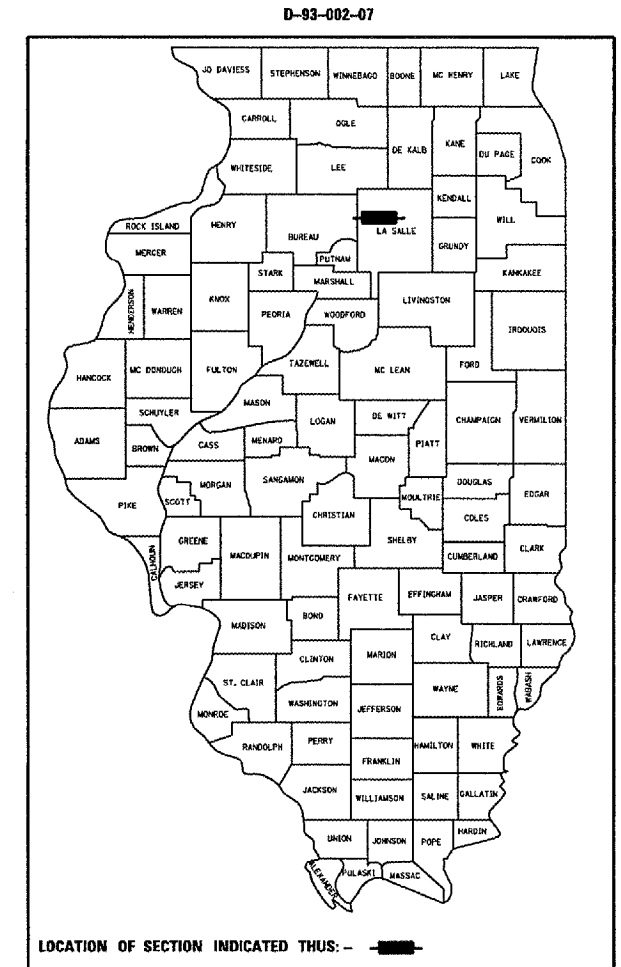 D-93-002-07
JO DAVIESS STEPHENSON WINNEBAGO BOONE MC HENRY LAKE
CARROLL OGLE
DE KALB KANE DU PAGE COOK
WHITESIDE LEE
KENDALL
ROCK ISLAND HENRY BUREAU LA SALLE WILL
MERCER PUTNAM GRUNDY
STARK MARSHALL KANKAKEE
HENDERSON WARREN KNOX PEORIA WOODFORD LIVINGSTON IROQUOIS
HANCOCK MC DONOUGH FULTON TAZEWELL MC LEAN FORD
SCHUYLER MASON LOGAN DE WITT CHAMPAIGN VERMILION
ADAMS BROWN CASS MENARD MACON PIATT
MORGAN SANGAMON DOUGLAS
PIKE SCOTT CHRISTIAN MOULTRIE COLES EDGAR
GREENE MACOUPIN MONTGOMERY SHELBY CUMBERLAND CLARK
CALHOUN JERSEY FAYETTE EFFINGHAM JASPER CRAWFORD
MADISON BOND
CLAY RICHLAND LAWRENCE
CLINTON MARION
ST. CLAIR WAYNE EDWARDS WABASH
WASHINGTON JEFFERSON
MONROE
RANDOLPH PERRY FRANKLIN HAMILTON WHITE
JACKSON WILLIAMSON SALINE GALLATIN
UNION JOHNSON POPE HARDIN
ALEXANDER PULASKI MASSAC
LOCATION OF SECTION INDICATED THUS: -